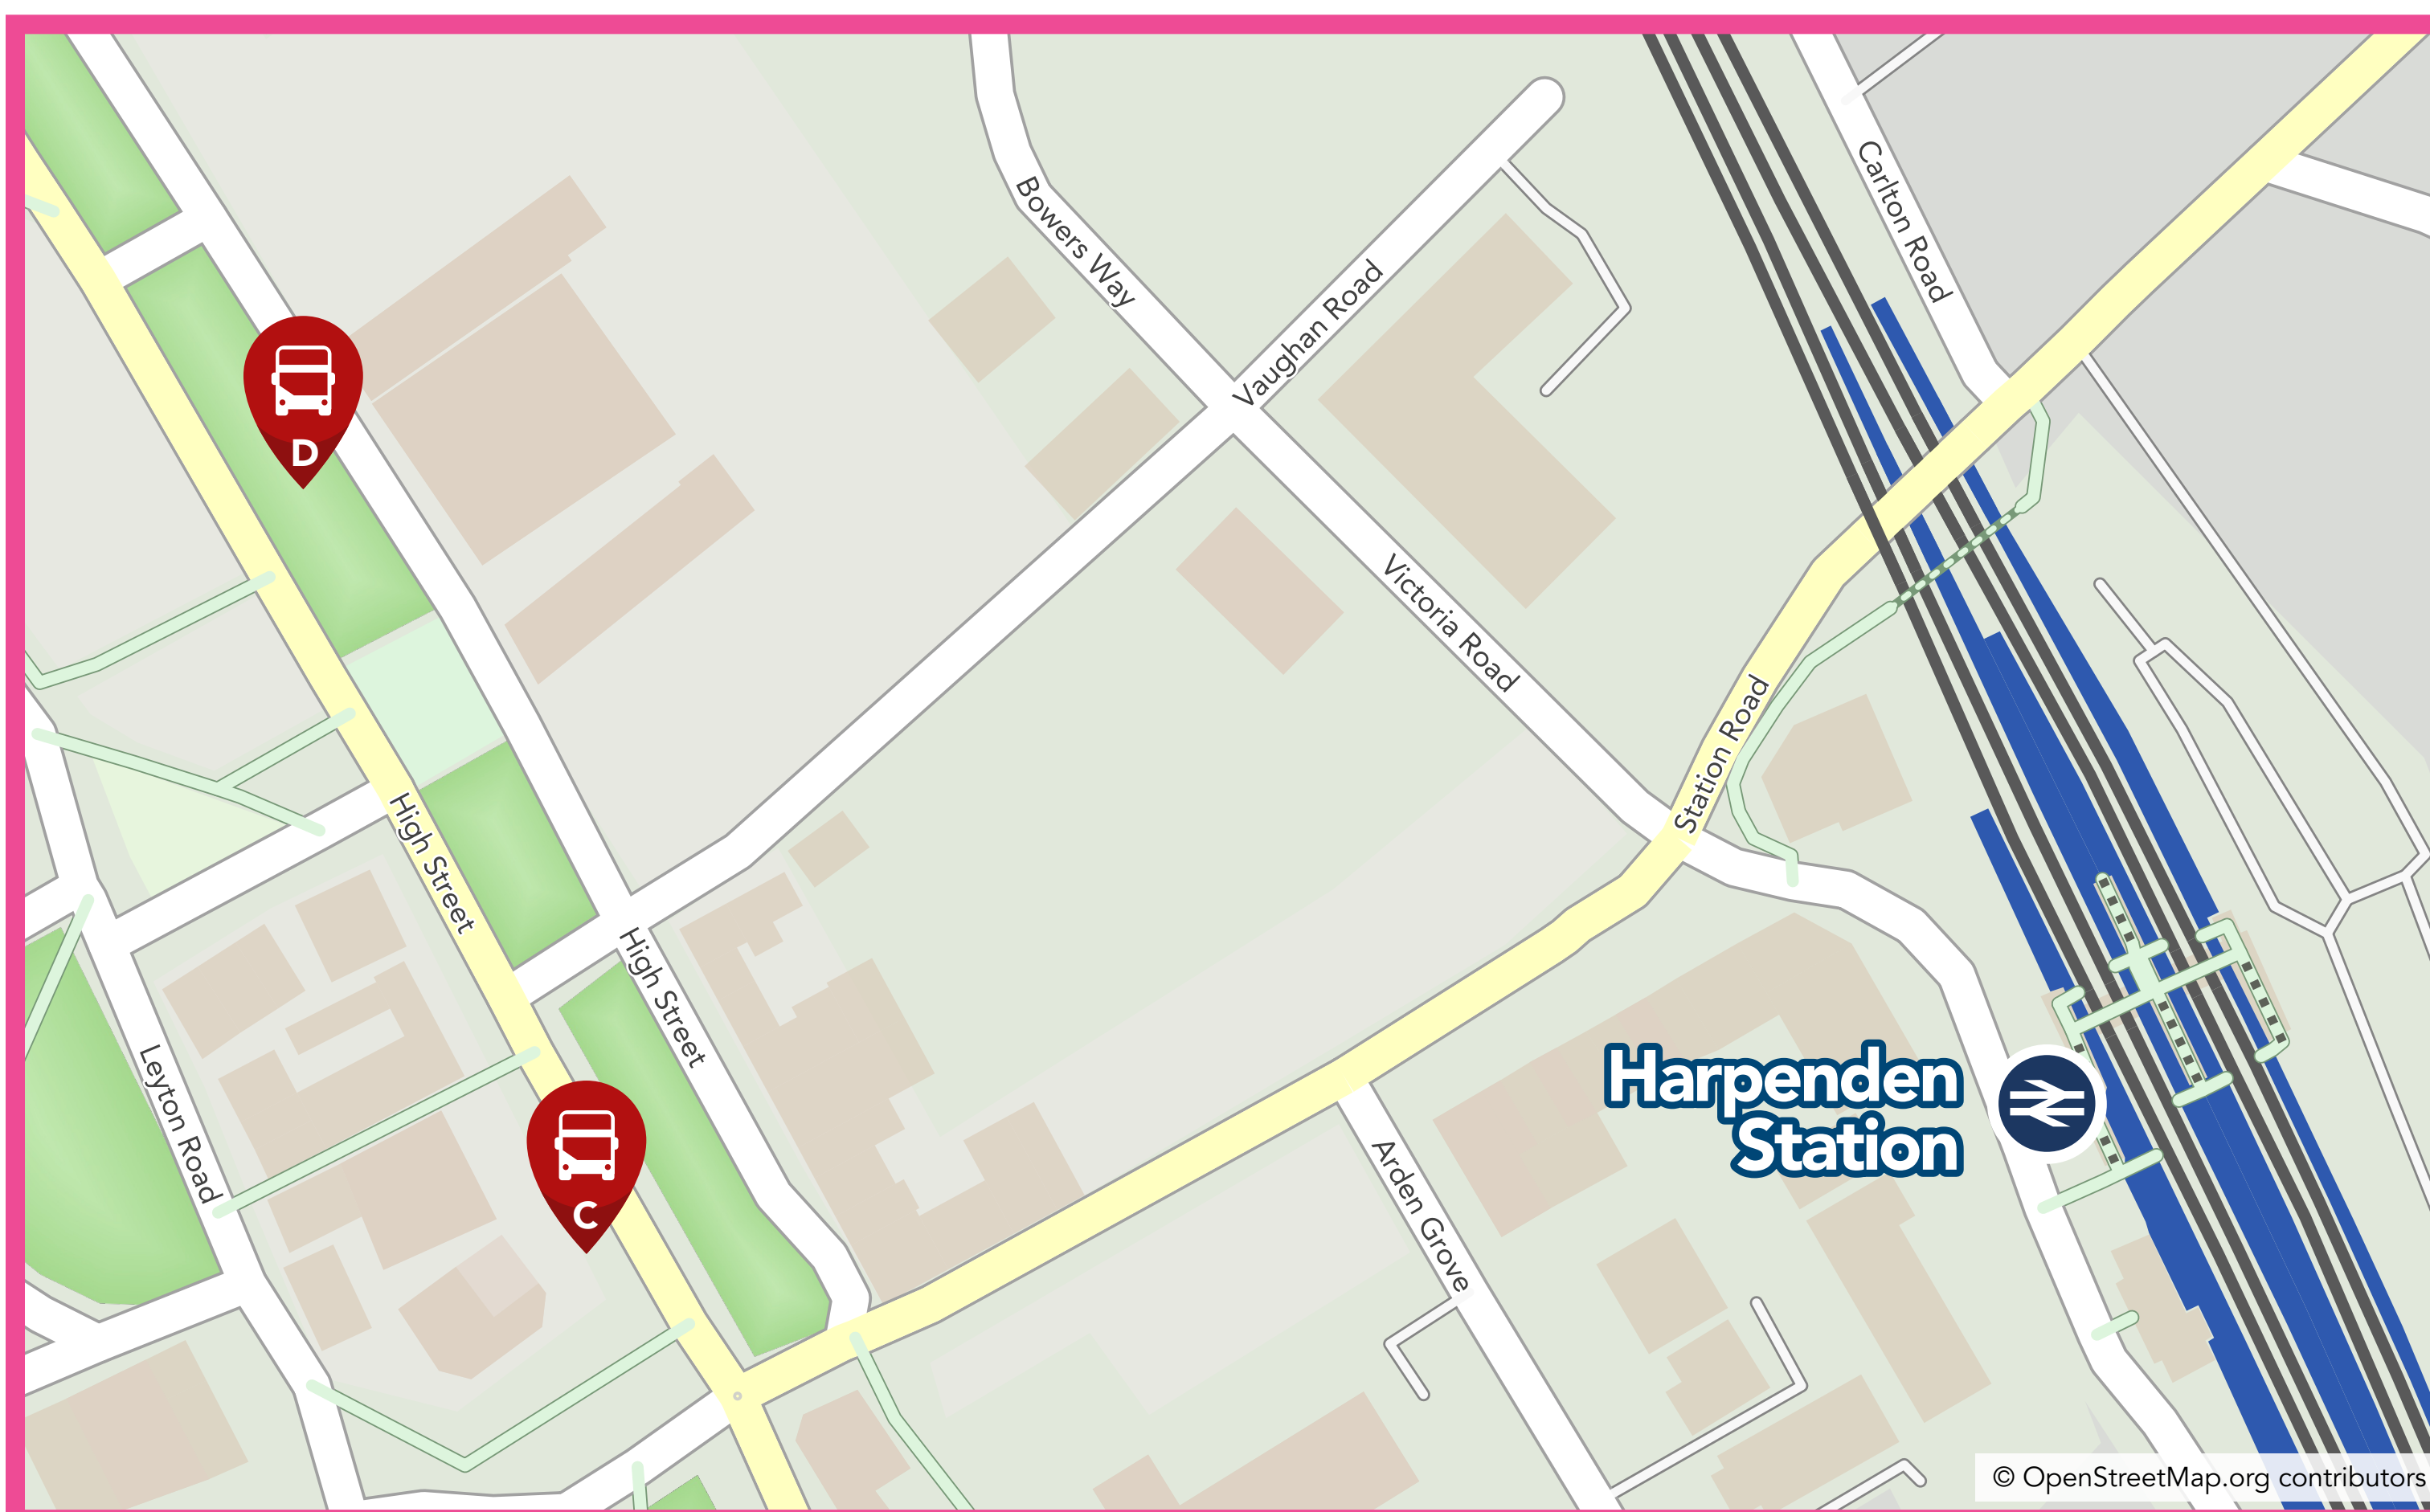 Carlton Road
Bowers Way
Vaughan Road
D
Victoria Road
Station Road
High Street
High Street
Leyton Road
Harpenden
Station
Arden Grove
C
© OpenStreetMap.org contributors